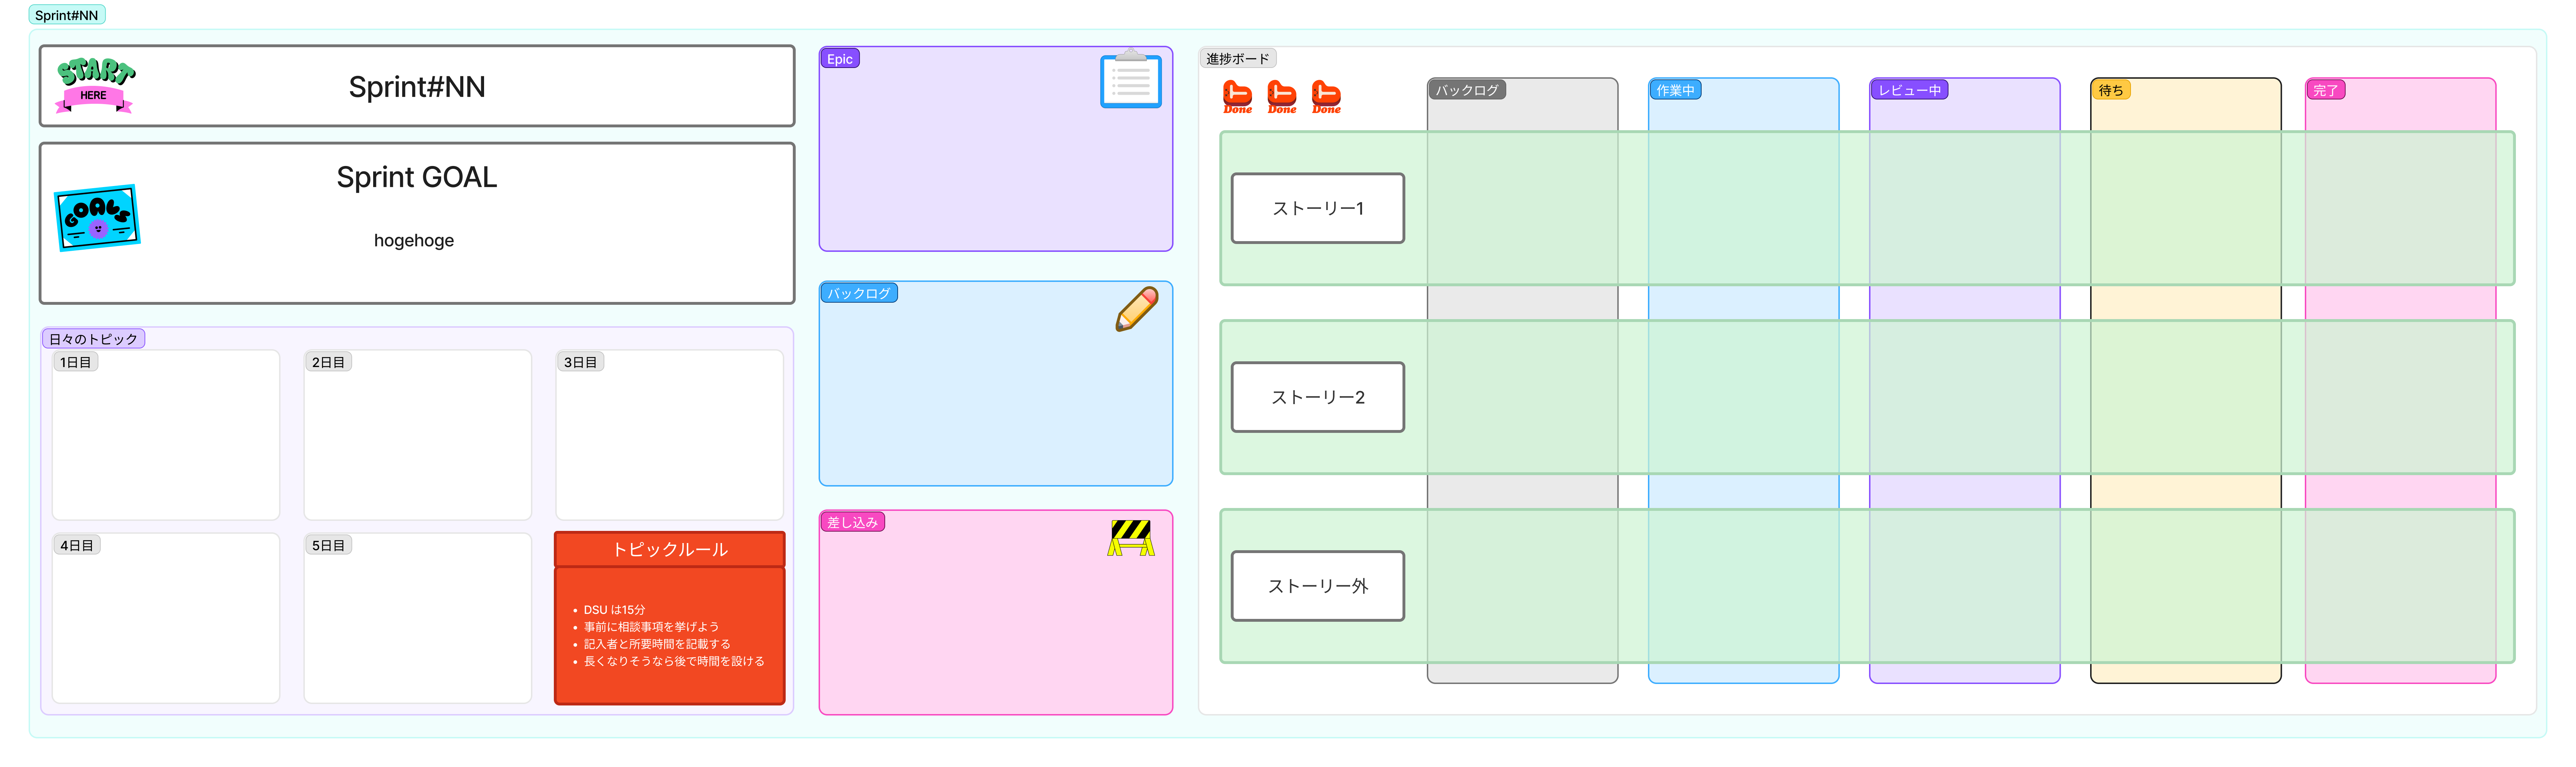 Sprint#NN
START
HERE
Sprint#NN
GOALS
Sprint GOAL
hogehoge
日々のトピック
1日目
2日目
3日目
4日目
5日目
トピックルール
• DSU は15分
• 事前に相談事項を挙げよう
• 記入者と所要時間を記載する
• 長くなりそうなら後で時間を設ける
Epic
バックログ
差し込み
進捗ボード
Done
Done
Done
バックログ
作業中
レビュー中
待ち
完了
ストーリー1
ストーリー2
ストーリー外